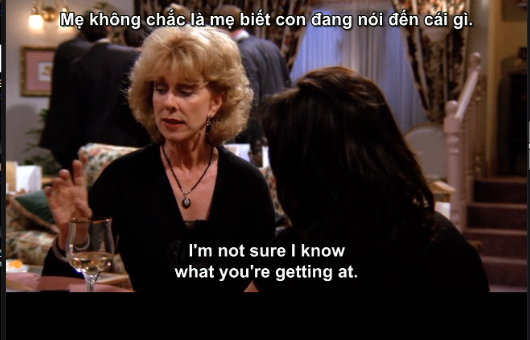 Mẹ không chắc là mẹ biết con đang nói đến cái gì.
I'm not sure I know
what you're getting at.